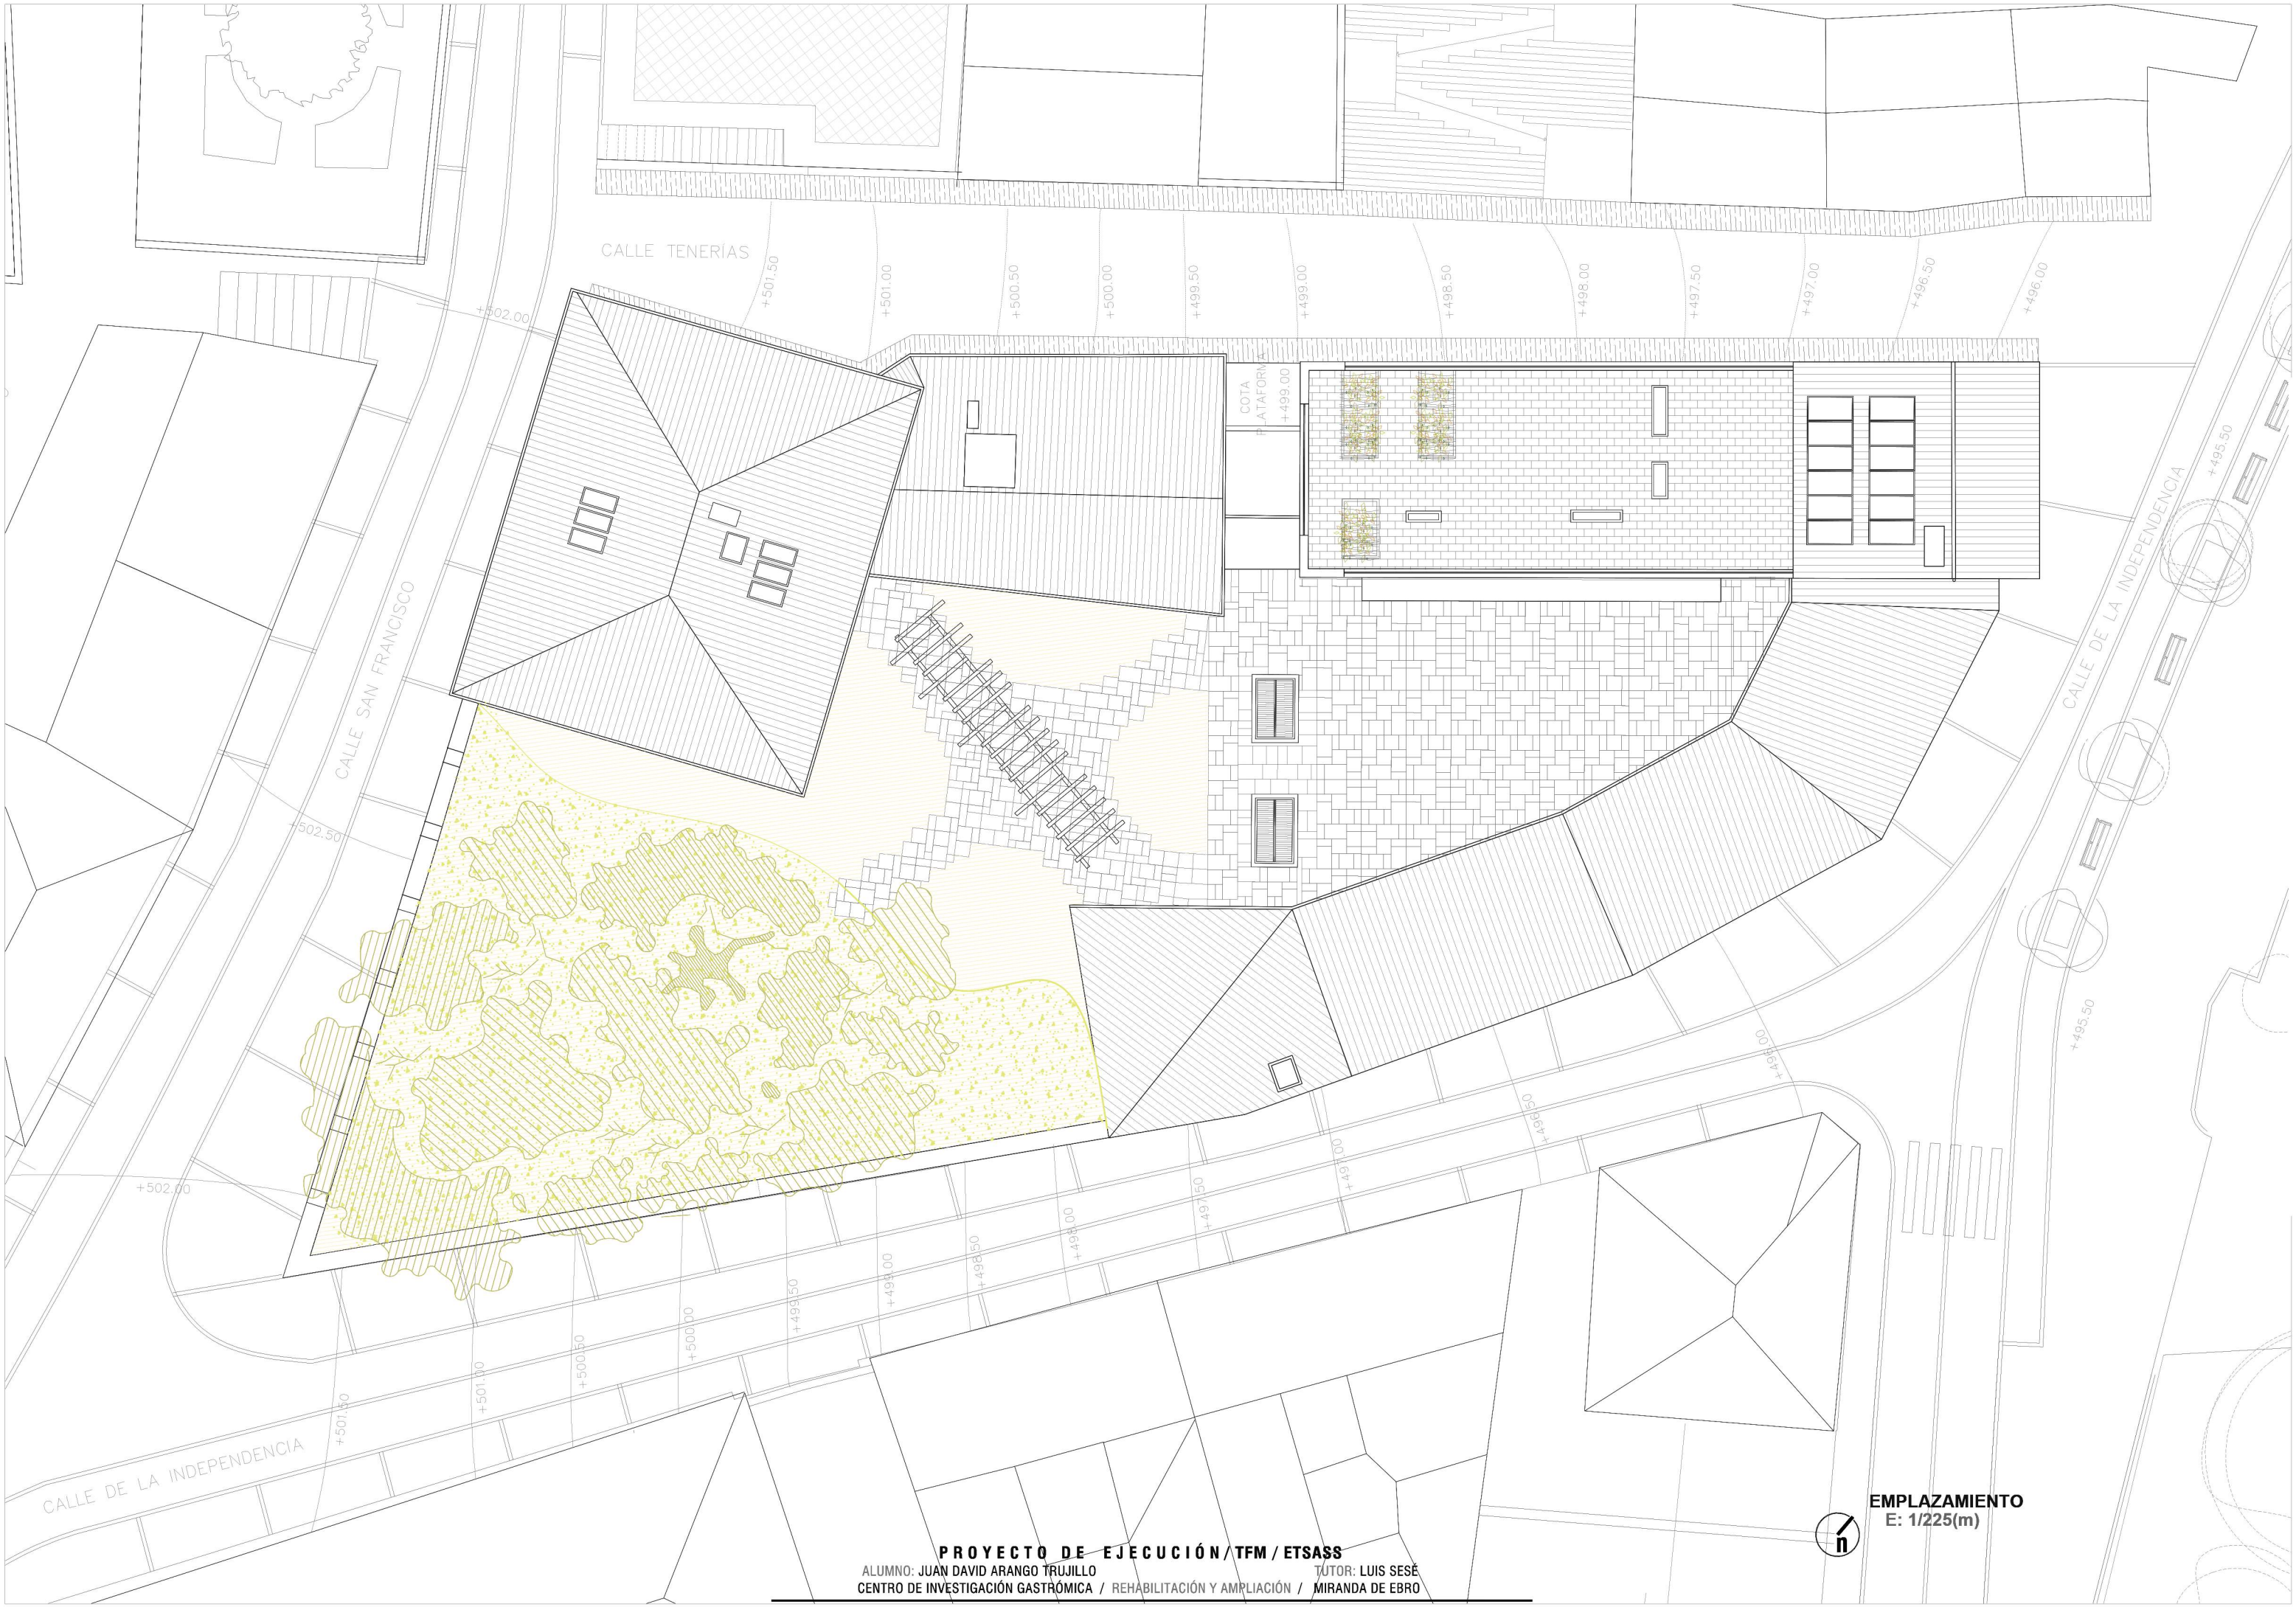 CALLE TENERÍAS
+501.50
+501.00
+500.50
+500.00
+499.50
+499.00
+498.50
+498.00
+497.50
+497.00
+496.50
+496.00
+502.00
COTA
PLATAFORMA
+499.00
+495.50
CALLE DE LA INDEPENDENCIA
CALLE SAN FRANCISCO
+502.50
+495.50
+496.00
+496.50
+497.00
+497.50
+498.00
+498.50
+499.00
+499.50
+500.00
+500.50
+501.00
+501.50
+502.00
CALLE DE LA INDEPENDENCIA
EMPLAZAMIENTO
E: 1/225(m)
n
PROYECTO DE EJECUCIÓN / TFM / ETSASS
ALUMNO: JUAN DAVID ARANGO TRUJILLO TUTOR: LUIS SESÉ
CENTRO DE INVESTIGACIÓN GASTRÓMICA / REHABILITACIÓN Y AMPLIACIÓN / MIRANDA DE EBRO